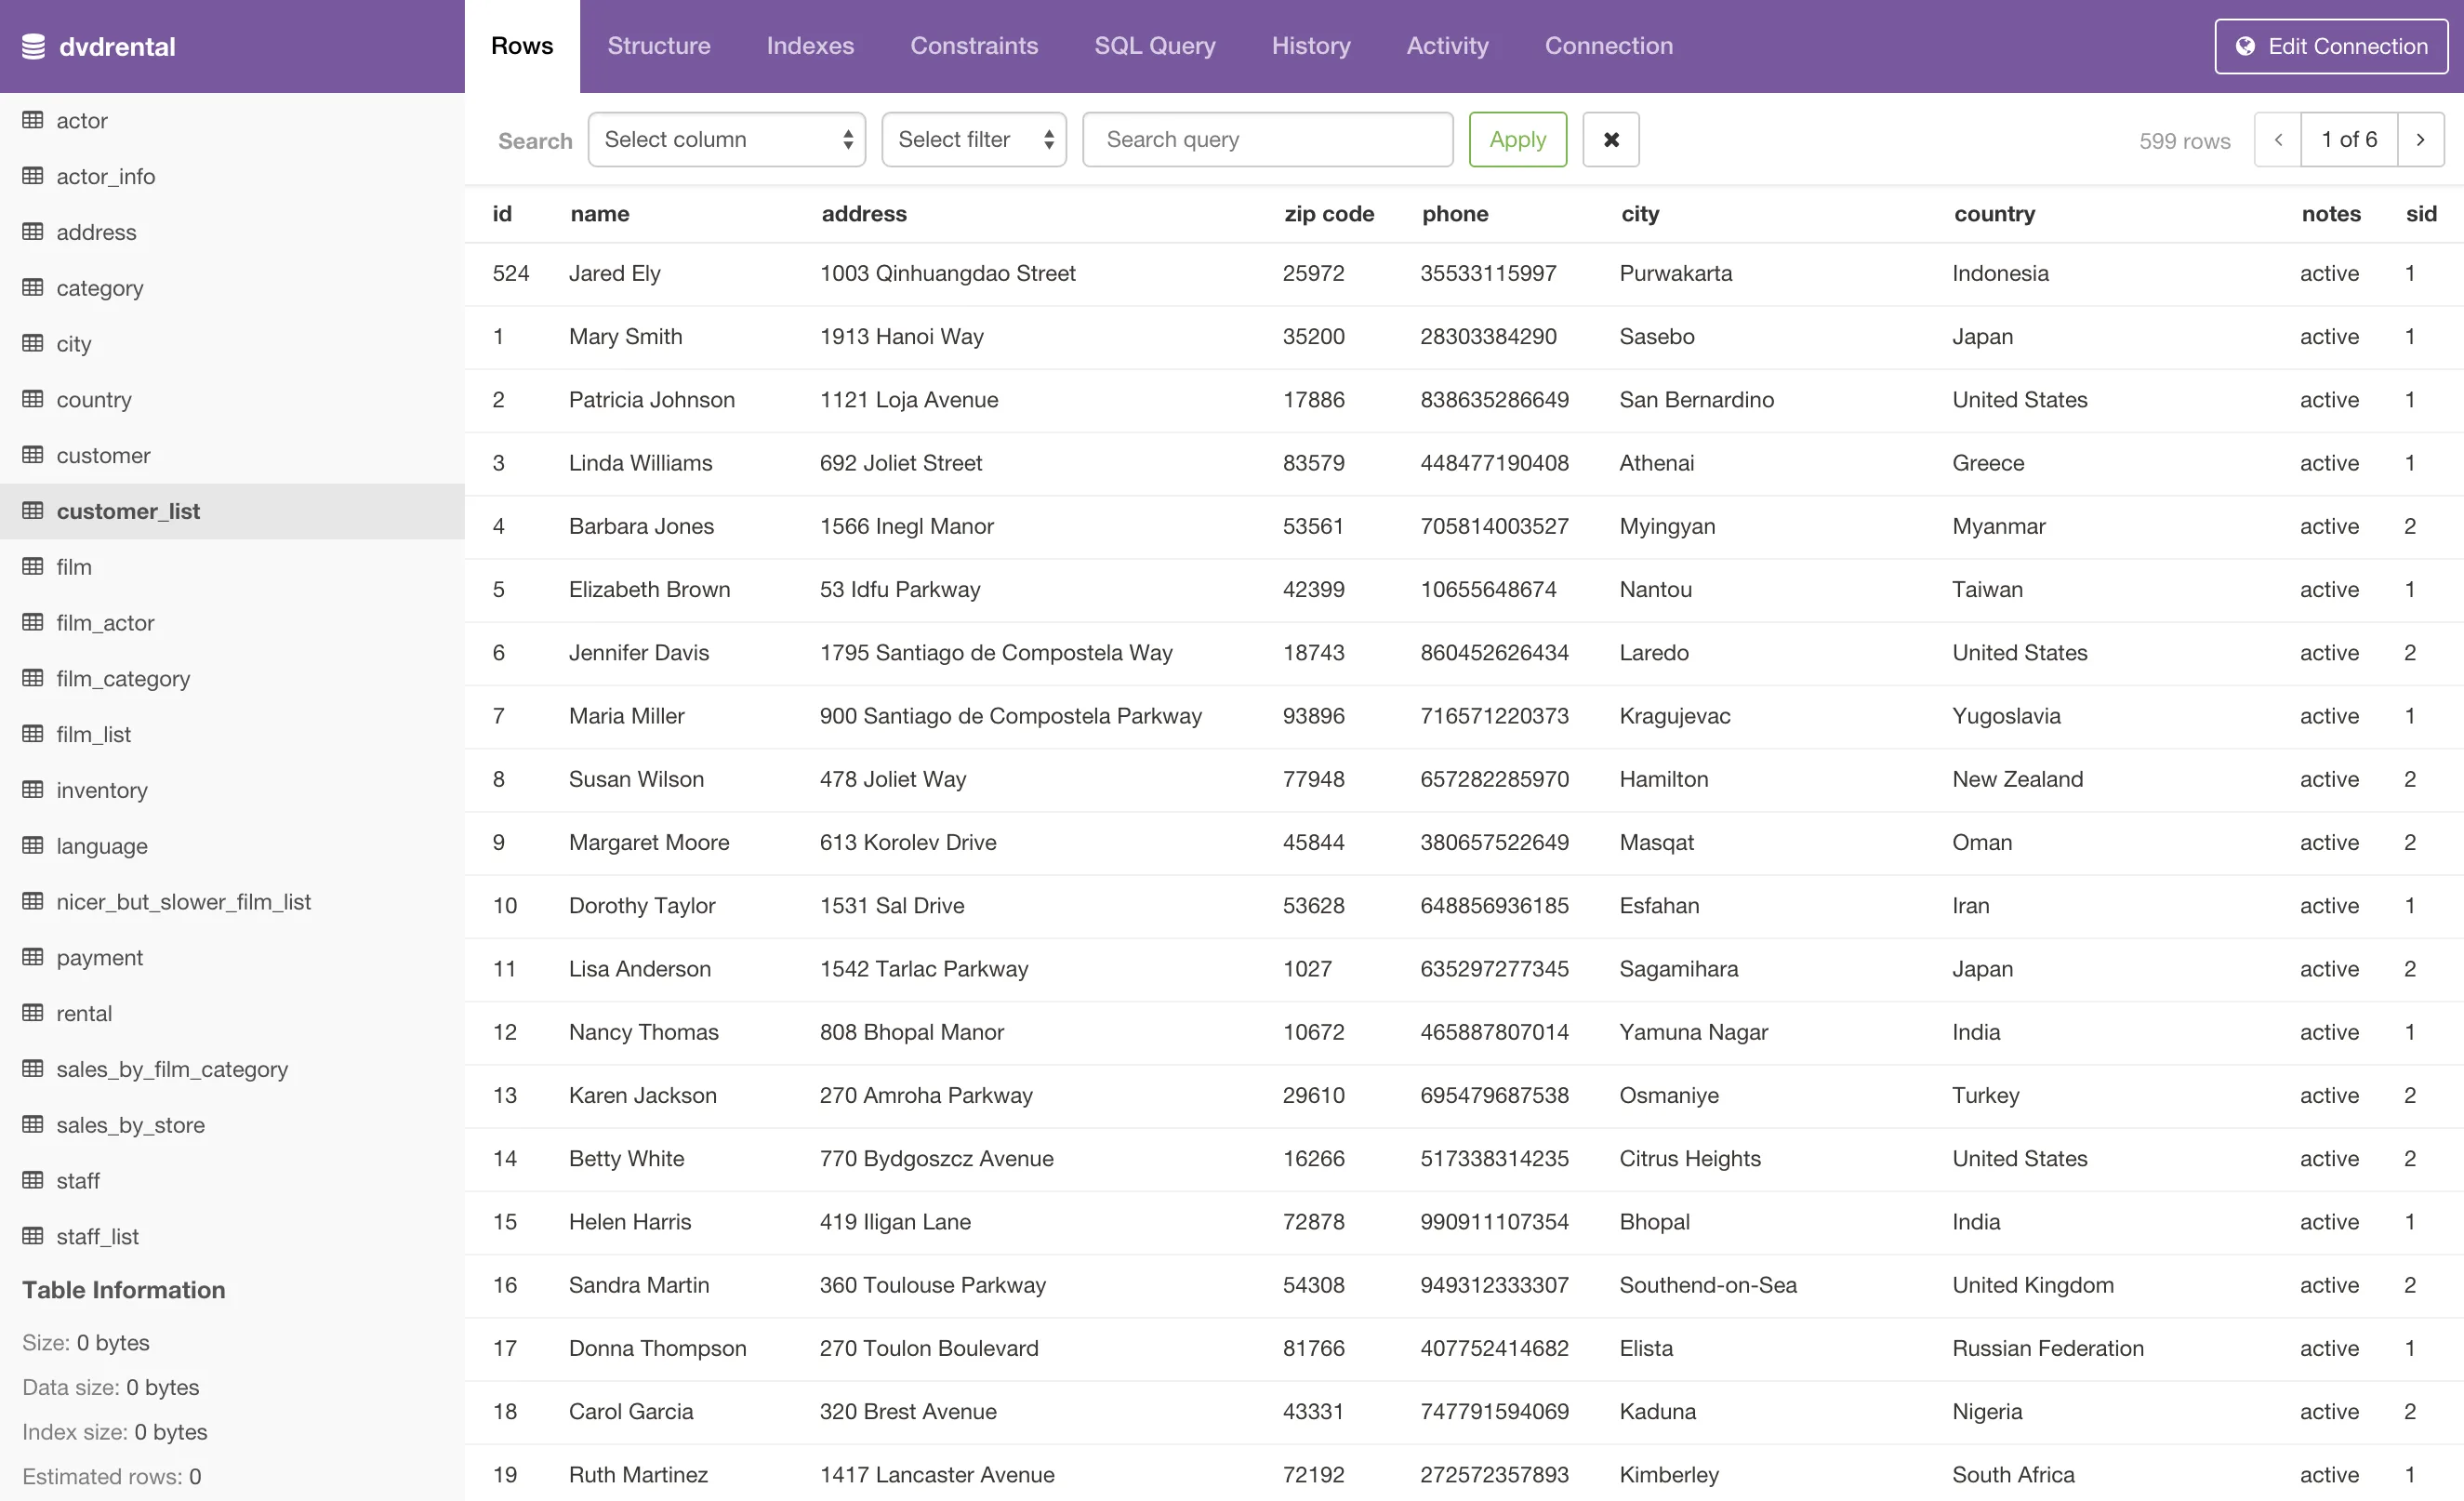 dvdrental
Rows Structure Indexes Constraints SQL Query History Activity Connection Edit Connection
actor
actor_info
address
category
city
country
customer
customer_list
film
film_actor
film_category
film_list
inventory
language
nicer_but_slower_film_list
payment
rental
sales_by_film_category
sales_by_store
staff
staff_list
Table Information
Size: 0 bytes
Data size: 0 bytes
Index size: 0 bytes
Estimated rows: 0
Search Select column Select filter Search query Apply 599 rows 1 of 6
id name address zip code phone city country notes sid
524 Jared Ely 1003 Qinhuangdao Street 25972 35533115997 Purwakarta Indonesia active 1
1 Mary Smith 1913 Hanoi Way 35200 28303384290 Sasebo Japan active 1
2 Patricia Johnson 1121 Loja Avenue 17886 838635286649 San Bernardino United States active 1
3 Linda Williams 692 Joliet Street 83579 448477190408 Athenai Greece active 1
4 Barbara Jones 1566 Inegl Manor 53561 705814003527 Myingyan Myanmar active 2
5 Elizabeth Brown 53 Idfu Parkway 42399 10655648674 Nantou Taiwan active 1
6 Jennifer Davis 1795 Santiago de Compostela Way 18743 860452626434 Laredo United States active 2
7 Maria Miller 900 Santiago de Compostela Parkway 93896 716571220373 Kragujevac Yugoslavia active 1
8 Susan Wilson 478 Joliet Way 77948 657282285970 Hamilton New Zealand active 2
9 Margaret Moore 613 Korolev Drive 45844 380657522649 Masqat Oman active 2
10 Dorothy Taylor 1531 Sal Drive 53628 648856936185 Esfahan Iran active 1
11 Lisa Anderson 1542 Tarlac Parkway 1027 635297277345 Sagamihara Japan active 2
12 Nancy Thomas 808 Bhopal Manor 10672 465887807014 Yamuna Nagar India active 1
13 Karen Jackson 270 Amroha Parkway 29610 695479687538 Osmaniye Turkey active 2
14 Betty White 770 Bydgoszcz Avenue 16266 517338314235 Citrus Heights United States active 2
15 Helen Harris 419 Iligan Lane 72878 990911107354 Bhopal India active 1
16 Sandra Martin 360 Toulouse Parkway 54308 949312333307 Southend-on-Sea United Kingdom active 2
17 Donna Thompson 270 Toulon Boulevard 81766 407752414682 Elista Russian Federation active 1
18 Carol Garcia 320 Brest Avenue 43331 747791594069 Kaduna Nigeria active 2
19 Ruth Martinez 1417 Lancaster Avenue 72192 272572357893 Kimberley South Africa active 1